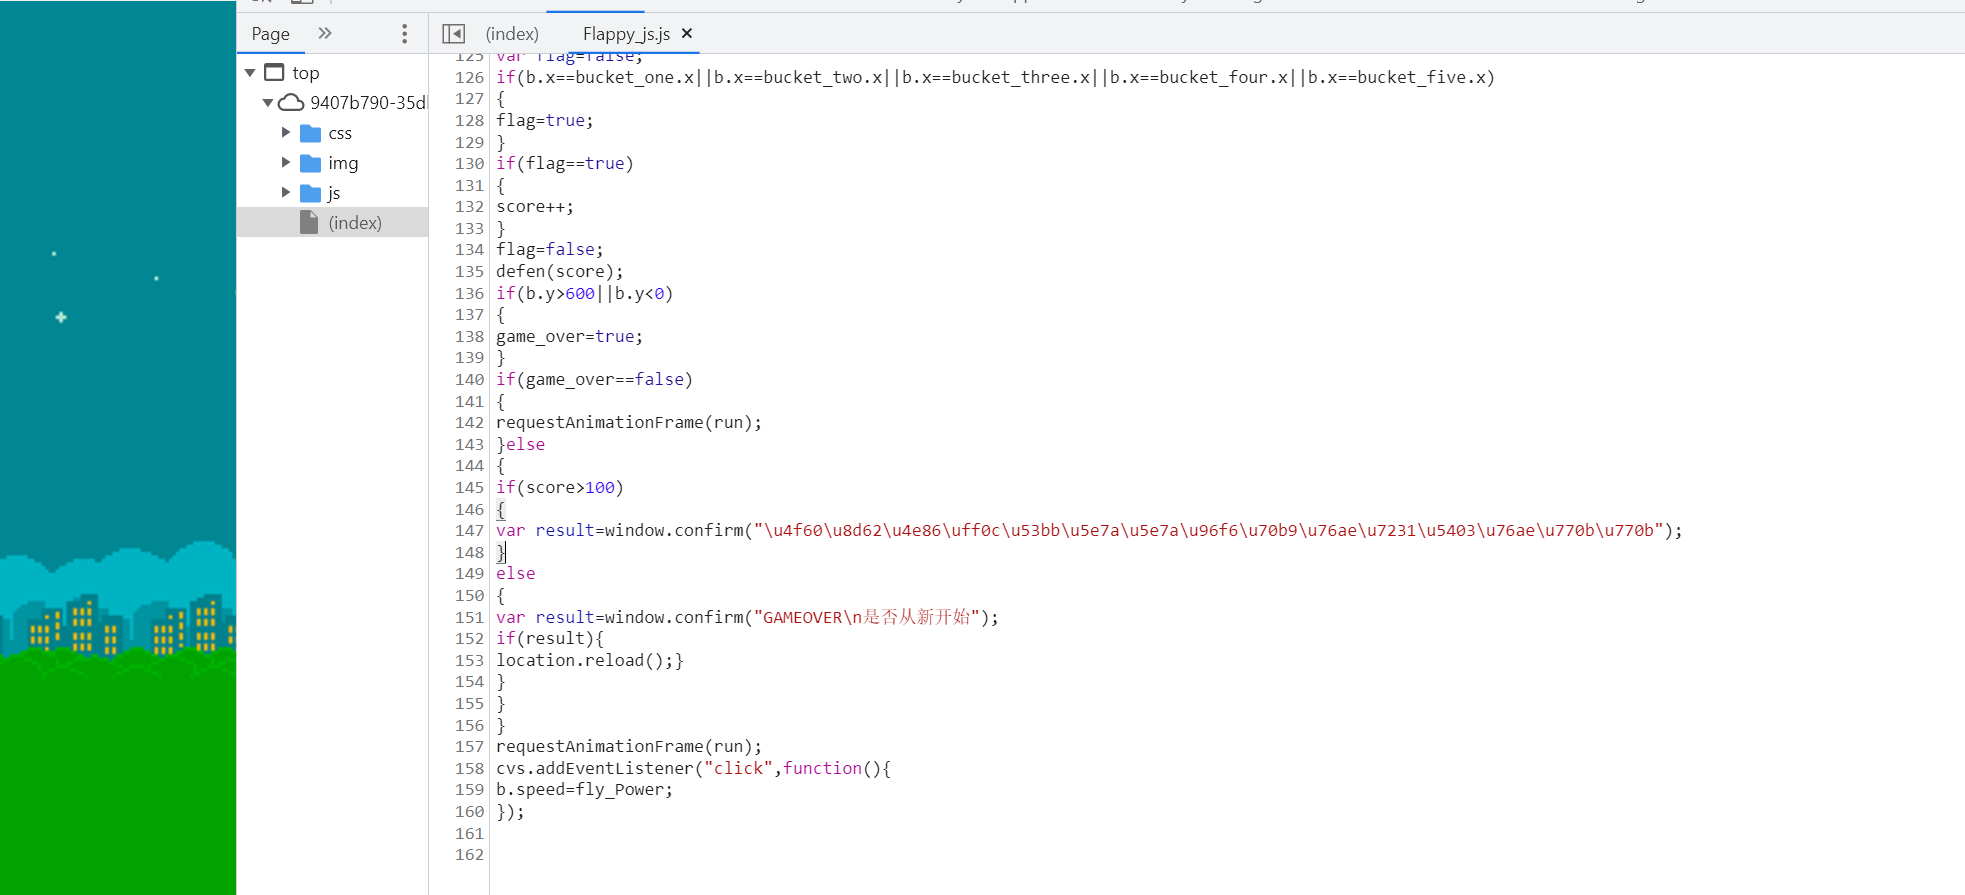 Page
(index)
Flappy_js.js
top
9407b790-35d
css
img
js
(index)
125 var flag=false;
126 if(b.x==bucket_one.x||b.x==bucket_two.x||b.x==bucket_three.x||b.x==bucket_four.x||b.x==bucket_five.x)
127 {
128 flag=true;
129 }
130 if(flag==true)
131 {
132 score++;
133 }
134 flag=false;
135 defen(score);
136 if(b.y>600||b.y<0)
137 {
138 game_over=true;
139 }
140 if(game_over==false)
141 {
142 requestAnimationFrame(run);
143 }else
144 {
145 if(score>100)
146 {
147 var result=window.confirm("\u4f60\u8d62\u4e86\uff0c\u53bb\u5e7a\u5e7a\u96f6\u70b9\u76ae\u7231\u5403\u76ae\u770b\u770b");
148 }
149 else
150 {
151 var result=window.confirm("GAMEOVER\n是否从新开始");
152 if(result){
153 location.reload();}
154 }
155 }
156 }
157 requestAnimationFrame(run);
158 cvs.addEventListener("click",function(){
159 b.speed=fly_Power;
160 });
161
162